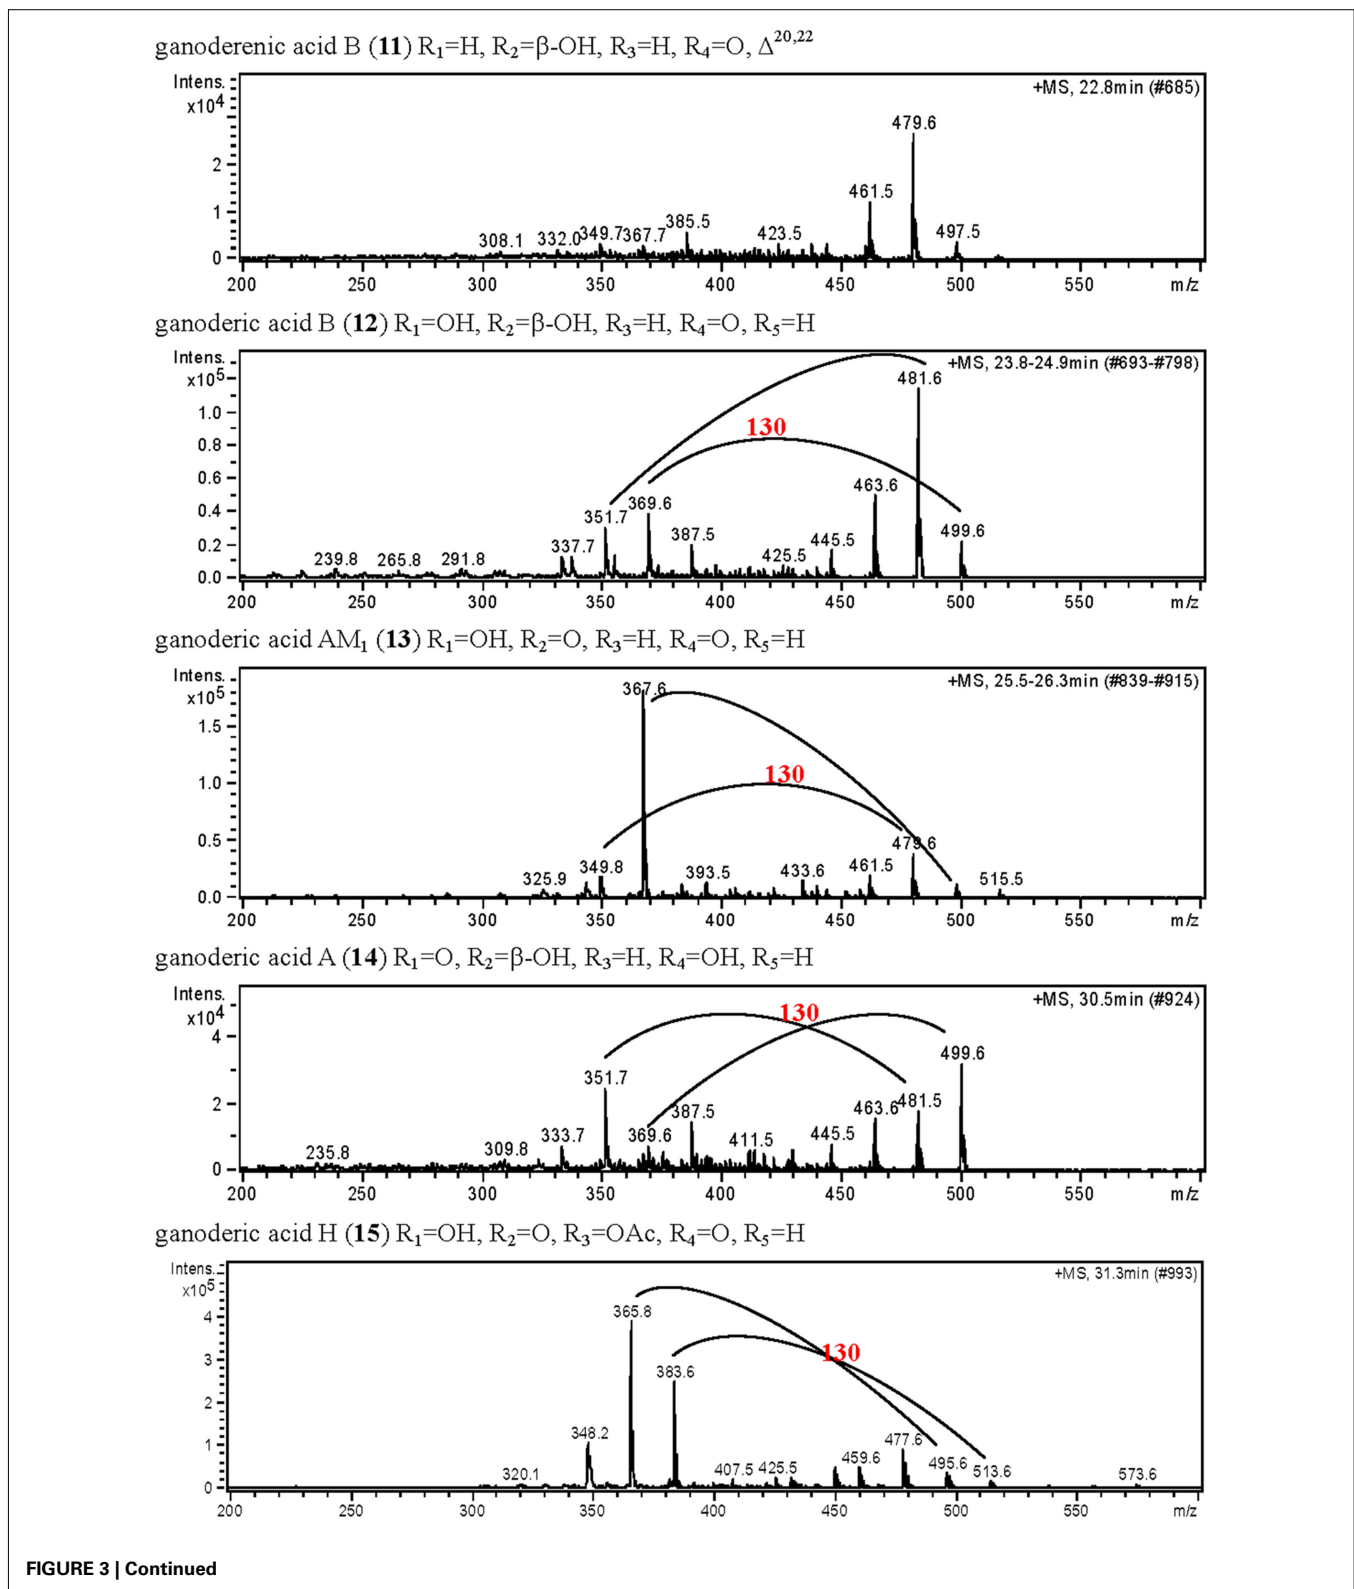 ganoderenic acid B (11) R₁=H, R₂=β-OH, R₃=H, R₄=O, Δ²⁰,²²
Intens.
x10⁴
+MS, 22.8min (#685)
479.6
2
461.5
1
308.1 332.0 349.7 367.7 385.5 423.5 497.5
0
200 250 300 350 400 450 500 550 m/z
ganoderic acid B (12) R₁=OH, R₂=β-OH, R₃=H, R₄=O, R₅=H
Intens.
x10⁵
+MS, 23.8-24.9min (#693-#798)
481.6
1.0
130
0.8
0.6
463.6
0.4
351.7 369.6 499.6
0.2
239.8 265.8 291.8 337.7 387.5 425.5 445.5
0.0
200 250 300 350 400 450 500 550 m/z
ganoderic acid AM₁ (13) R₁=OH, R₂=O, R₃=H, R₄=O, R₅=H
Intens.
x10⁵
+MS, 25.5-26.3min (#839-#915)
367.6
1.5
130
1.0
0.5
479.6
325.9 349.8 393.5 433.6 461.5 515.5
0.0
200 250 300 350 400 450 500 550 m/z
ganoderic acid A (14) R₁=O, R₂=β-OH, R₃=H, R₄=OH, R₅=H
Intens.
x10⁴
+MS, 30.5min (#924)
130
4
499.6
351.7
2
387.5 463.6 481.5
235.8 309.8 333.7 369.6 411.5 445.5
0
200 250 300 350 400 450 500 550 m/z
ganoderic acid H (15) R₁=OH, R₂=O, R₃=OAc, R₄=O, R₅=H
Intens.
x10⁵
+MS, 31.3min (#993)
365.8
4
130
3
383.6
2
348.2 477.6
1
320.1 407.5 425.5 459.6 495.6 513.6 573.6
0
200 250 300 350 400 450 500 550 m/z
FIGURE 3 | Continued